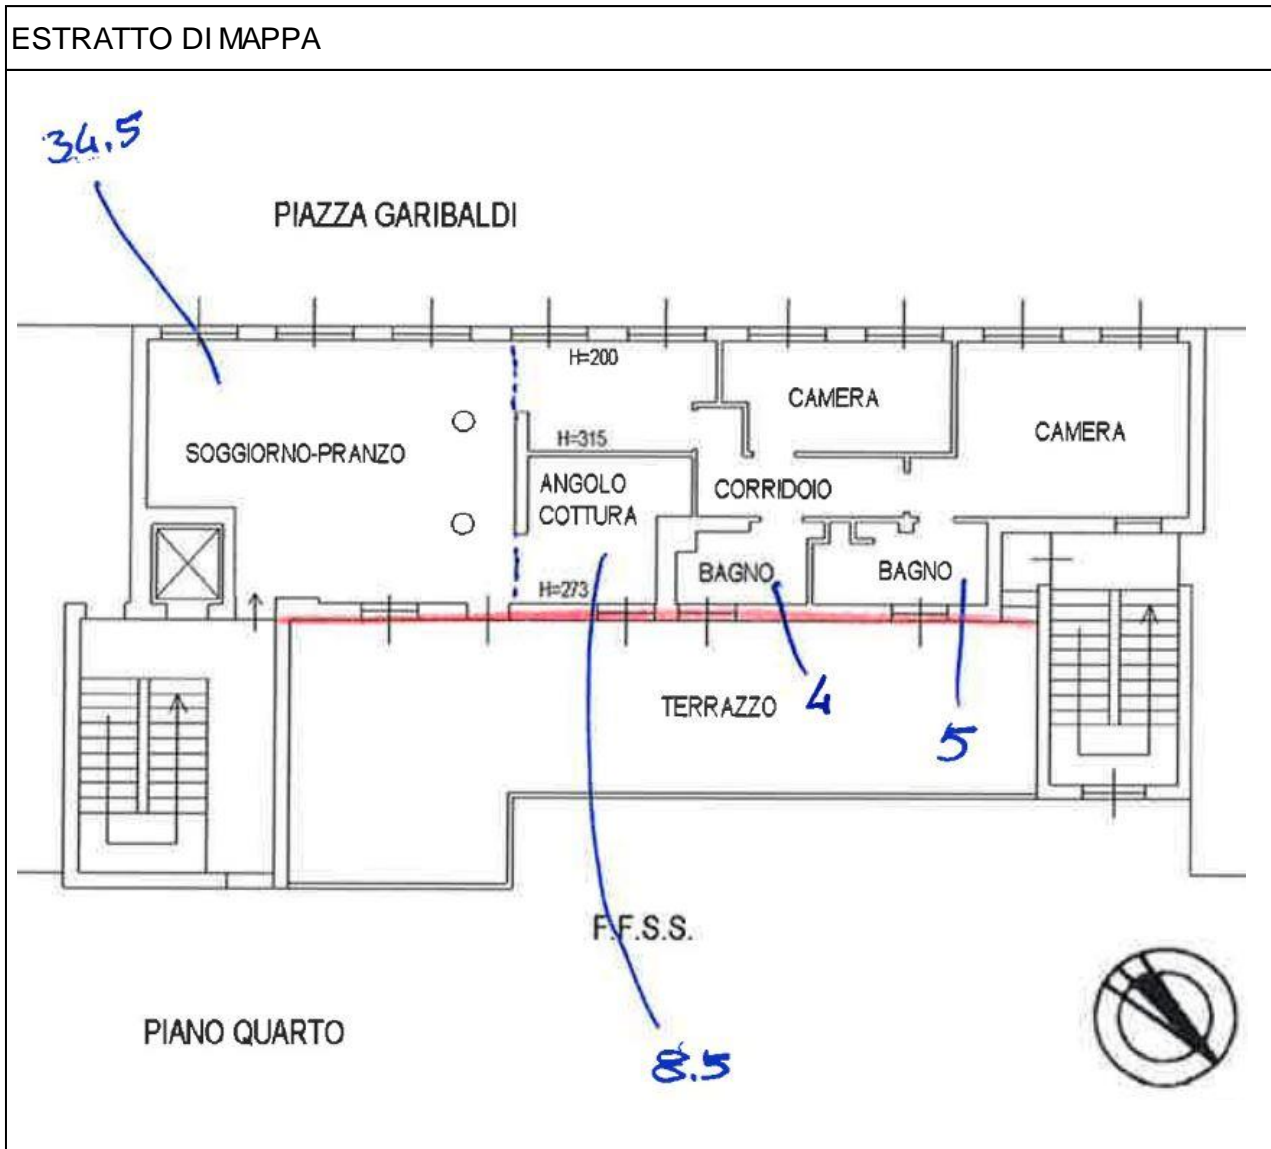 ESTRATTO DI MAPPA
34.5
PIAZZA GARIBALDI
H=200
CAMERA
CAMERA
H=315
SOGGIORNO-PRANZO
ANGOLO
COTTURA
CORRIDOIO
BAGNO
BAGNO
H=273
TERRAZZO
4
5
F.F.S.S.
PIANO QUARTO
8.5